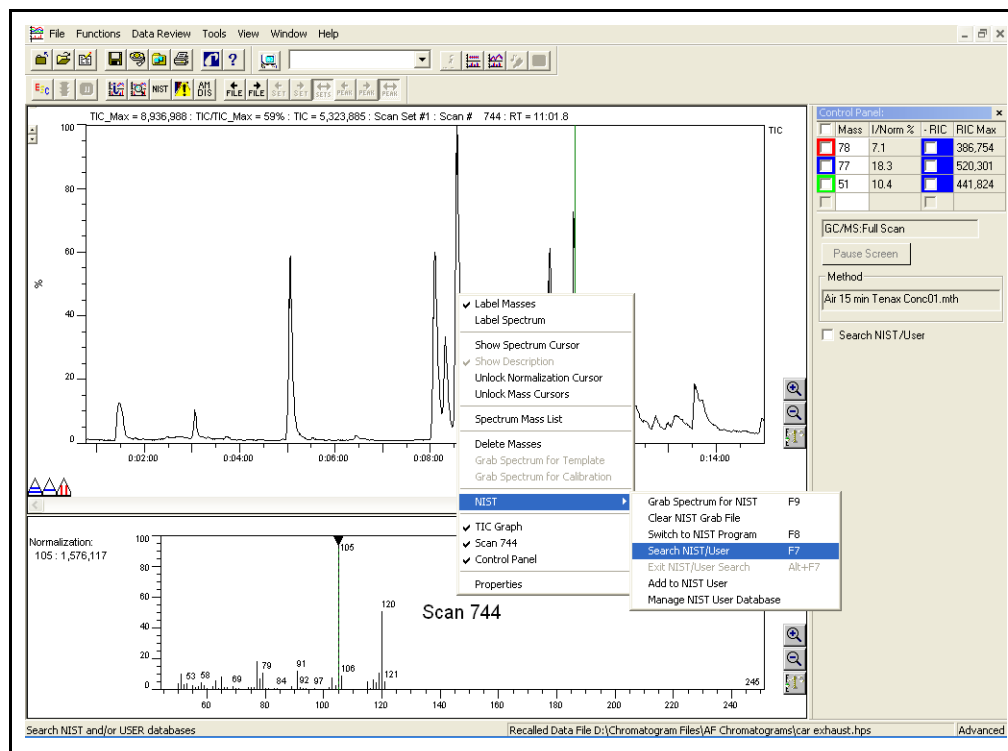 File Functions Data Review Tools View Window Help
NIST
AM DIS
FILE FILE SET SET SETS PEAK PEAK PEAK
TIC_Max = 8,936,988 : TIC/TIC_Max = 59% : TIC = 5,323,885 : Scan Set #1 : Scan # 744 : RT = 11:01.8
TIC
100
80
60
40
20
0
%
0:02:00 0:04:00 0:06:00 0:08:00 0:14:00
Label Masses
Label Spectrum
Show Spectrum Cursor
Show Description
Unlock Normalization Cursor
Unlock Mass Cursors
Spectrum Mass List
Delete Masses
Grab Spectrum for Template
Grab Spectrum for Calibration
NIST
TIC Graph
Scan 744
Control Panel
Properties
Grab Spectrum for NIST F9
Clear NIST Grab File
Switch to NIST Program F8
Search NIST/User F7
Exit NIST/User Search Alt+F7
Add to NIST User
Manage NIST User Database
Control Panel:
Mass I/Norm % - RIC RIC Max
78 7.1 386,754
77 18.3 520,301
51 10.4 441,824
GC/MS:Full Scan
Pause Screen
Method
Air 15 min Tenax Conc01.mth
Search NIST/User
Normalization:
105 : 1,576,117
100
80
60
40
20
0
105
120
Scan 744
53 58 69 79 84 91 92 97 106 121
245
60 80 100 120 140 160 180 200 220 240
Search NIST and/or USER databases
Recalled Data File D:\Chromatogram Files\AF Chromatograms\car exhaust.hps
Advanced